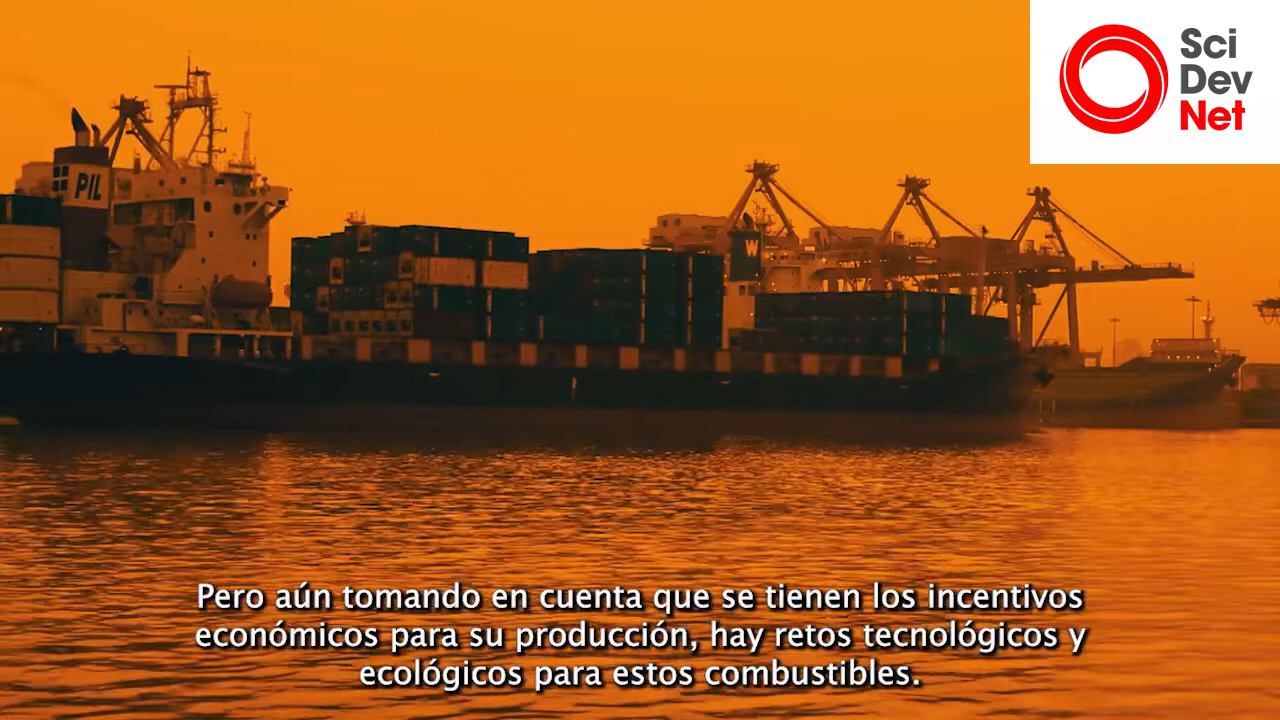 Sci
Dev
Net
PIL
W
Pero aún tomando en cuenta que se tienen los incentivos
económicos para su producción, hay retos tecnológicos y
ecológicos para estos combustibles.